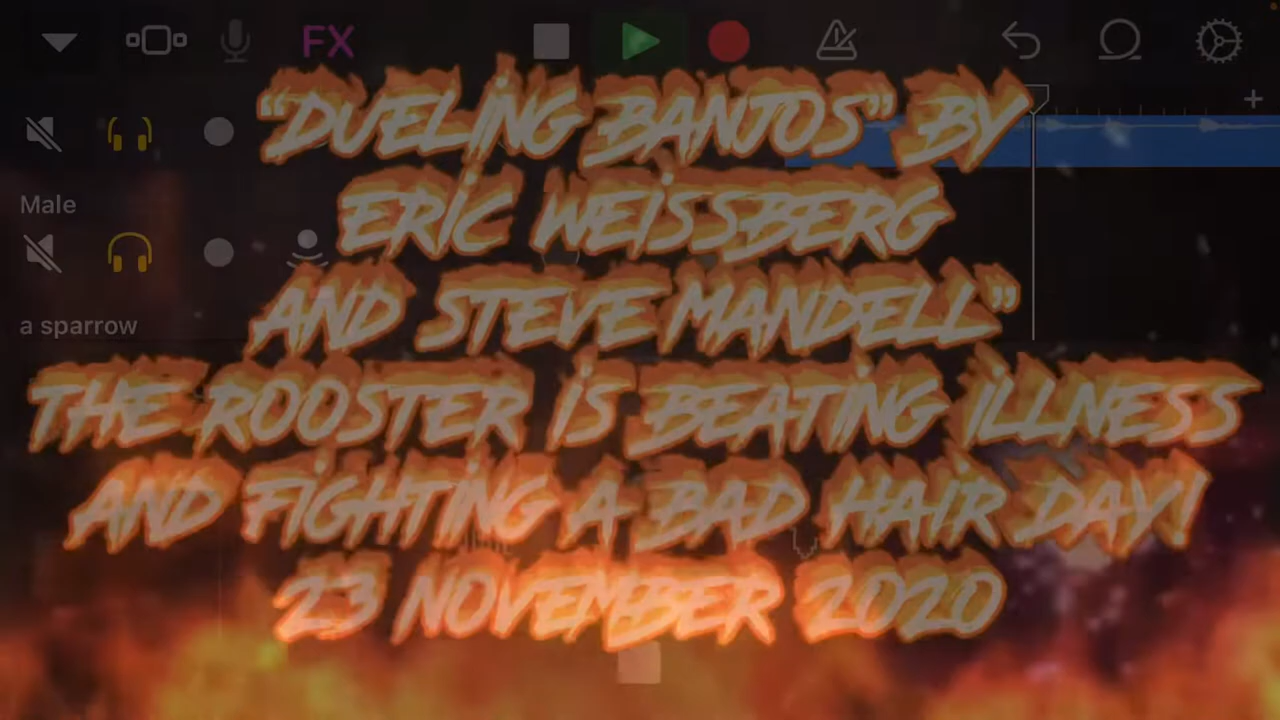 FX
“DUELING BANJOS” BY
ERIC WEISSBERG
AND STEVE MANDELL”
THE ROOSTER IS BEATING ILLNESS
AND FIGHTING A BAD HAIR DAY!
23 NOVEMBER 2020
Male
a sparrow